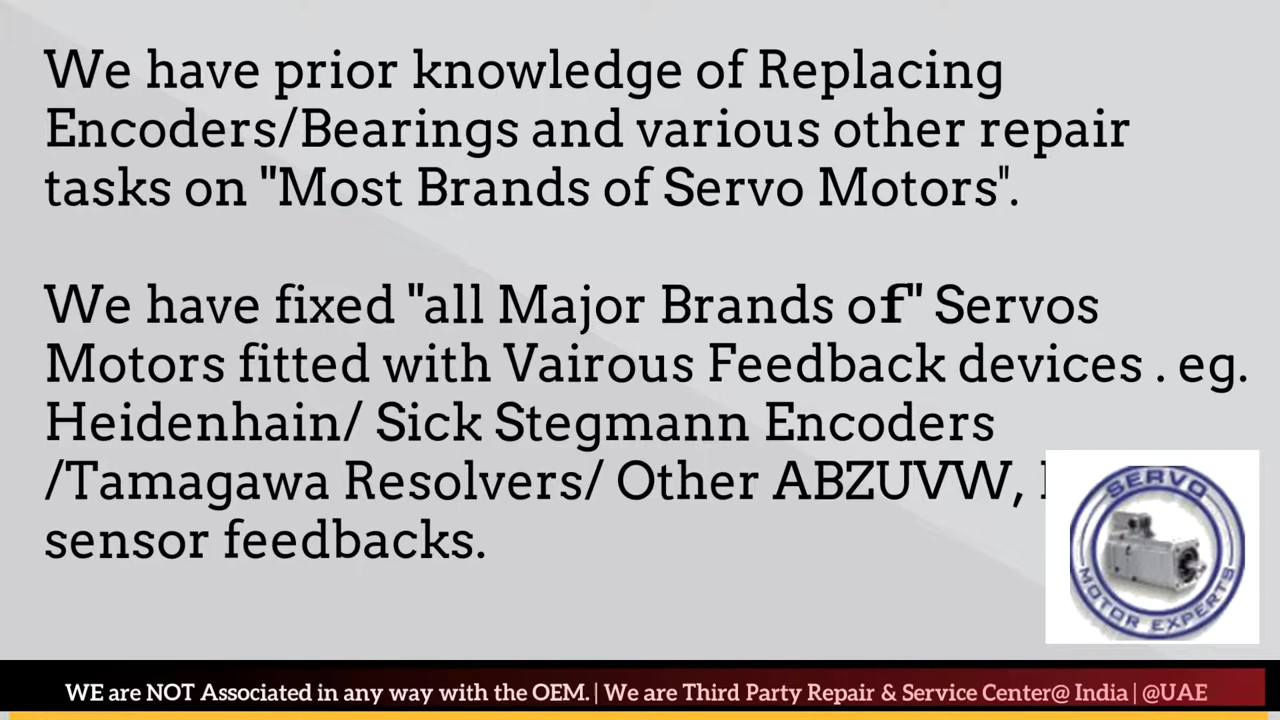 We have prior knowledge of Replacing
Encoders/Bearings and various other repair
tasks on "Most Brands of Servo Motors".
We have fixed "all Major Brands of" Servos
Motors fitted with Vairous Feedback devices . eg.
Heidenhain/ Sick Stegmann Encoders
/Tamagawa Resolvers/ Other ABZUVW,
sensor feedbacks.
SERVO
MOTOR EXPERTS
WE are NOT Associated in any way with the OEM. | We are Third Party Repair & Service Center@ India | @UAE